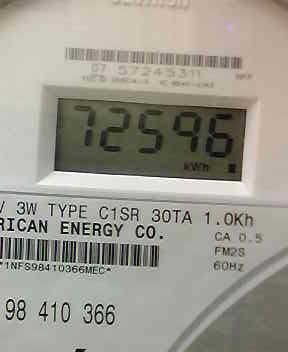 07 57245311
72596
kWh
V 3W TYPE C1SR 30TA 1.0Kh
RICAN ENERGY CO.
CA 0.5
FM2S
*1NFS98410366MEC*
60Hz
98 410 366